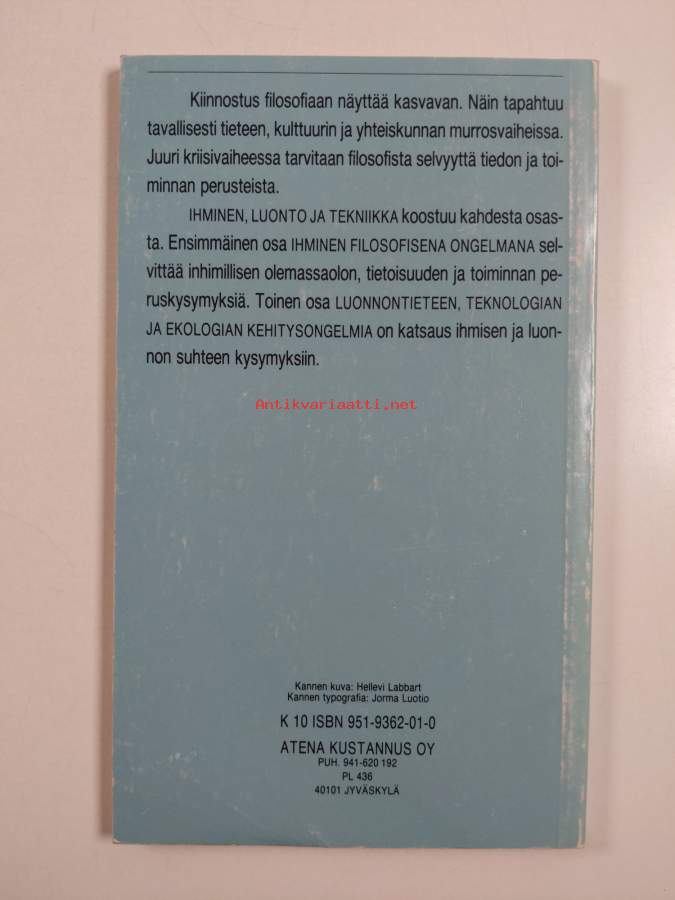 Kiinnostus filosofiaan näyttää kasvavan. Näin tapahtuu
tavallisesti tieteen, kulttuurin ja yhteiskunnan murrosvaiheissa.
Juuri kriisivaiheessa tarvitaan filosofista selvyyttä tiedon ja toi-
minnan perusteista.
IHMINEN, LUONTO JA TEKNIIKKA koostuu kahdesta osas-
ta. Ensimmäinen osa IHMINEN FILOSOFISENA ONGELMANA sel-
vittää inhimillisen olemassaolon, tietoisuuden ja toiminnan pe-
ruskysymyksiä. Toinen osa LUONNONTIETEEN, TEKNOLOGIAN
JA EKOLOGIAN KEHITYSONGELMIA on katsaus ihmisen ja luon-
non suhteen kysymyksiin.
Antikvariaatti.net
Kannen kuva: Hellevi Labbart
Kannen typografia: Jorma Luotio
K 10 ISBN 951-9362-01-0
ATENA KUSTANNUS OY
PUH. 941-620 192
PL 436
40101 JYVÄSKYLÄ